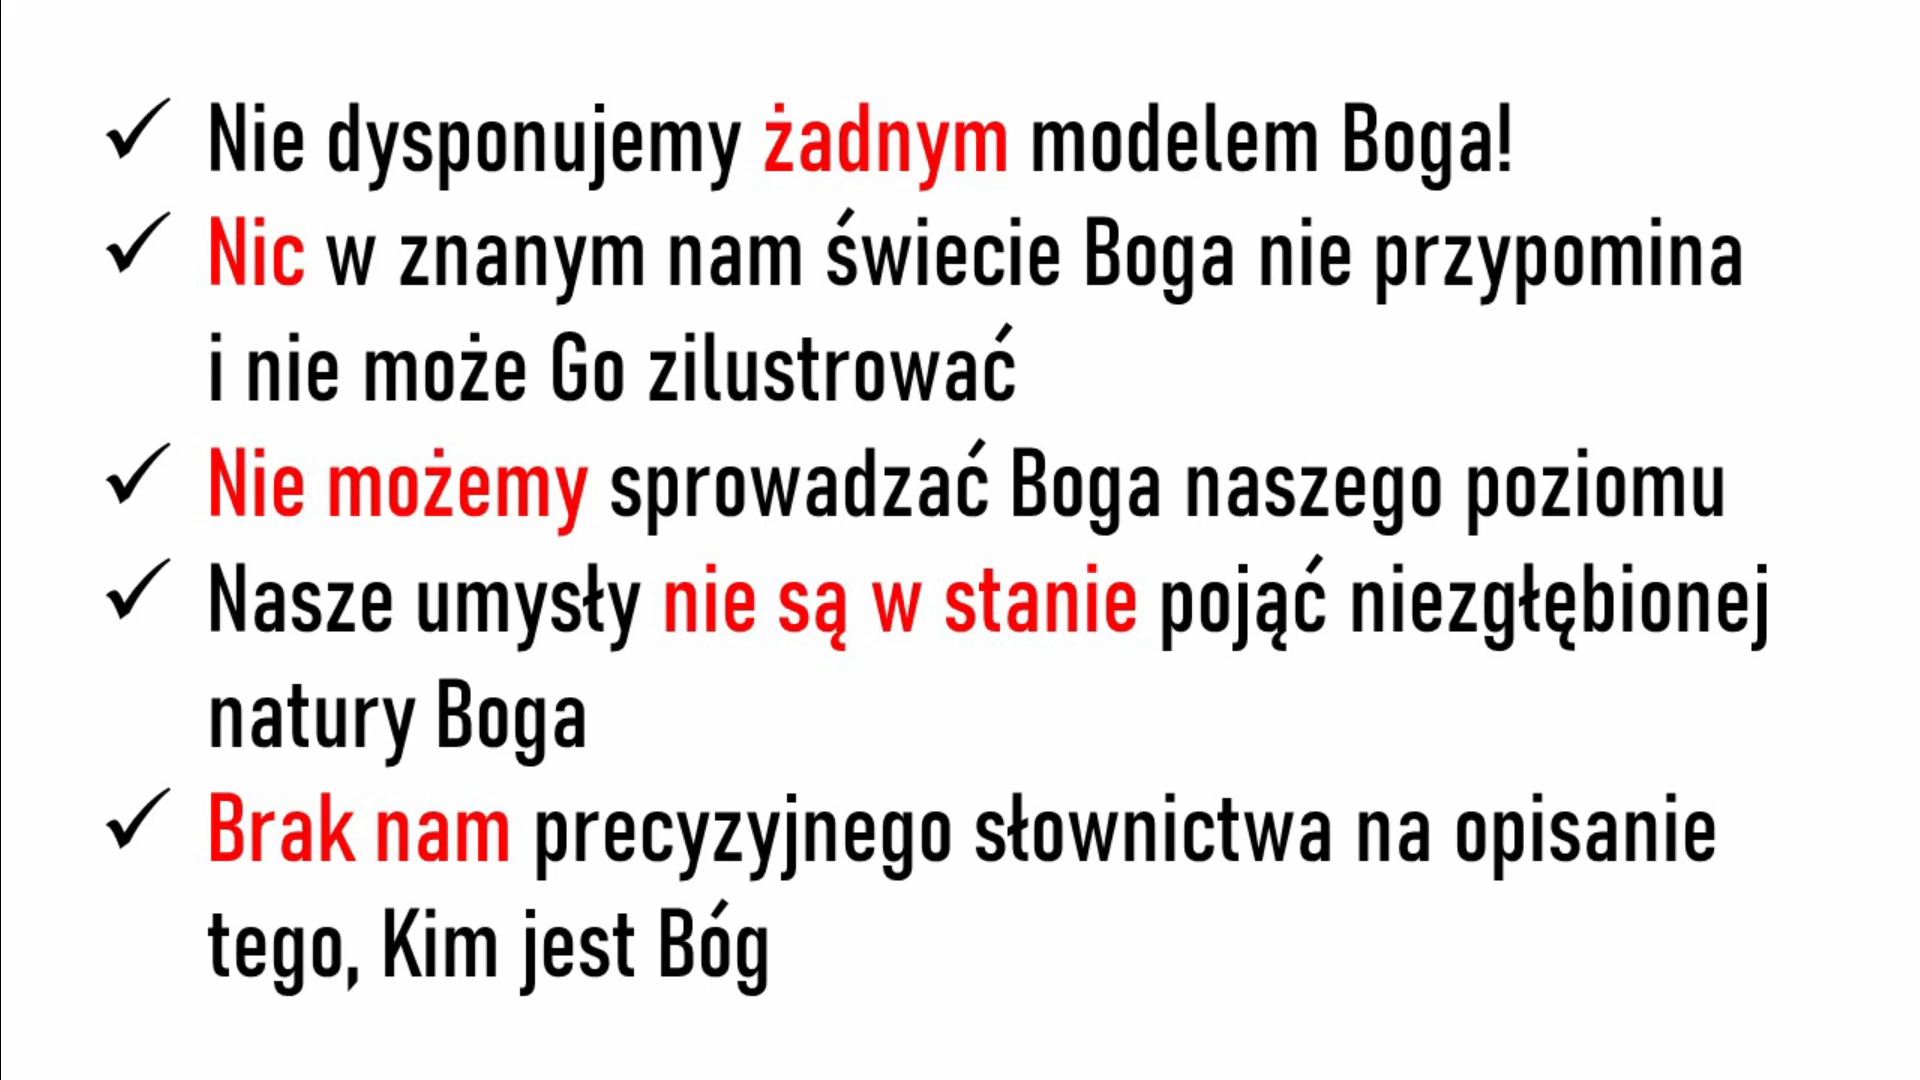 ✓ Nie dysponujemy żadnym modelem Boga!
✓ Nic w znanym nam świecie Boga nie przypomina
i nie może Go zilustrować
✓ Nie możemy sprowadzać Boga naszego poziomu
✓ Nasze umysły nie są w stanie pojąć niezgłębionej
natury Boga
✓ Brak nam precyzyjnego słownictwa na opisanie
tego, Kim jest Bóg